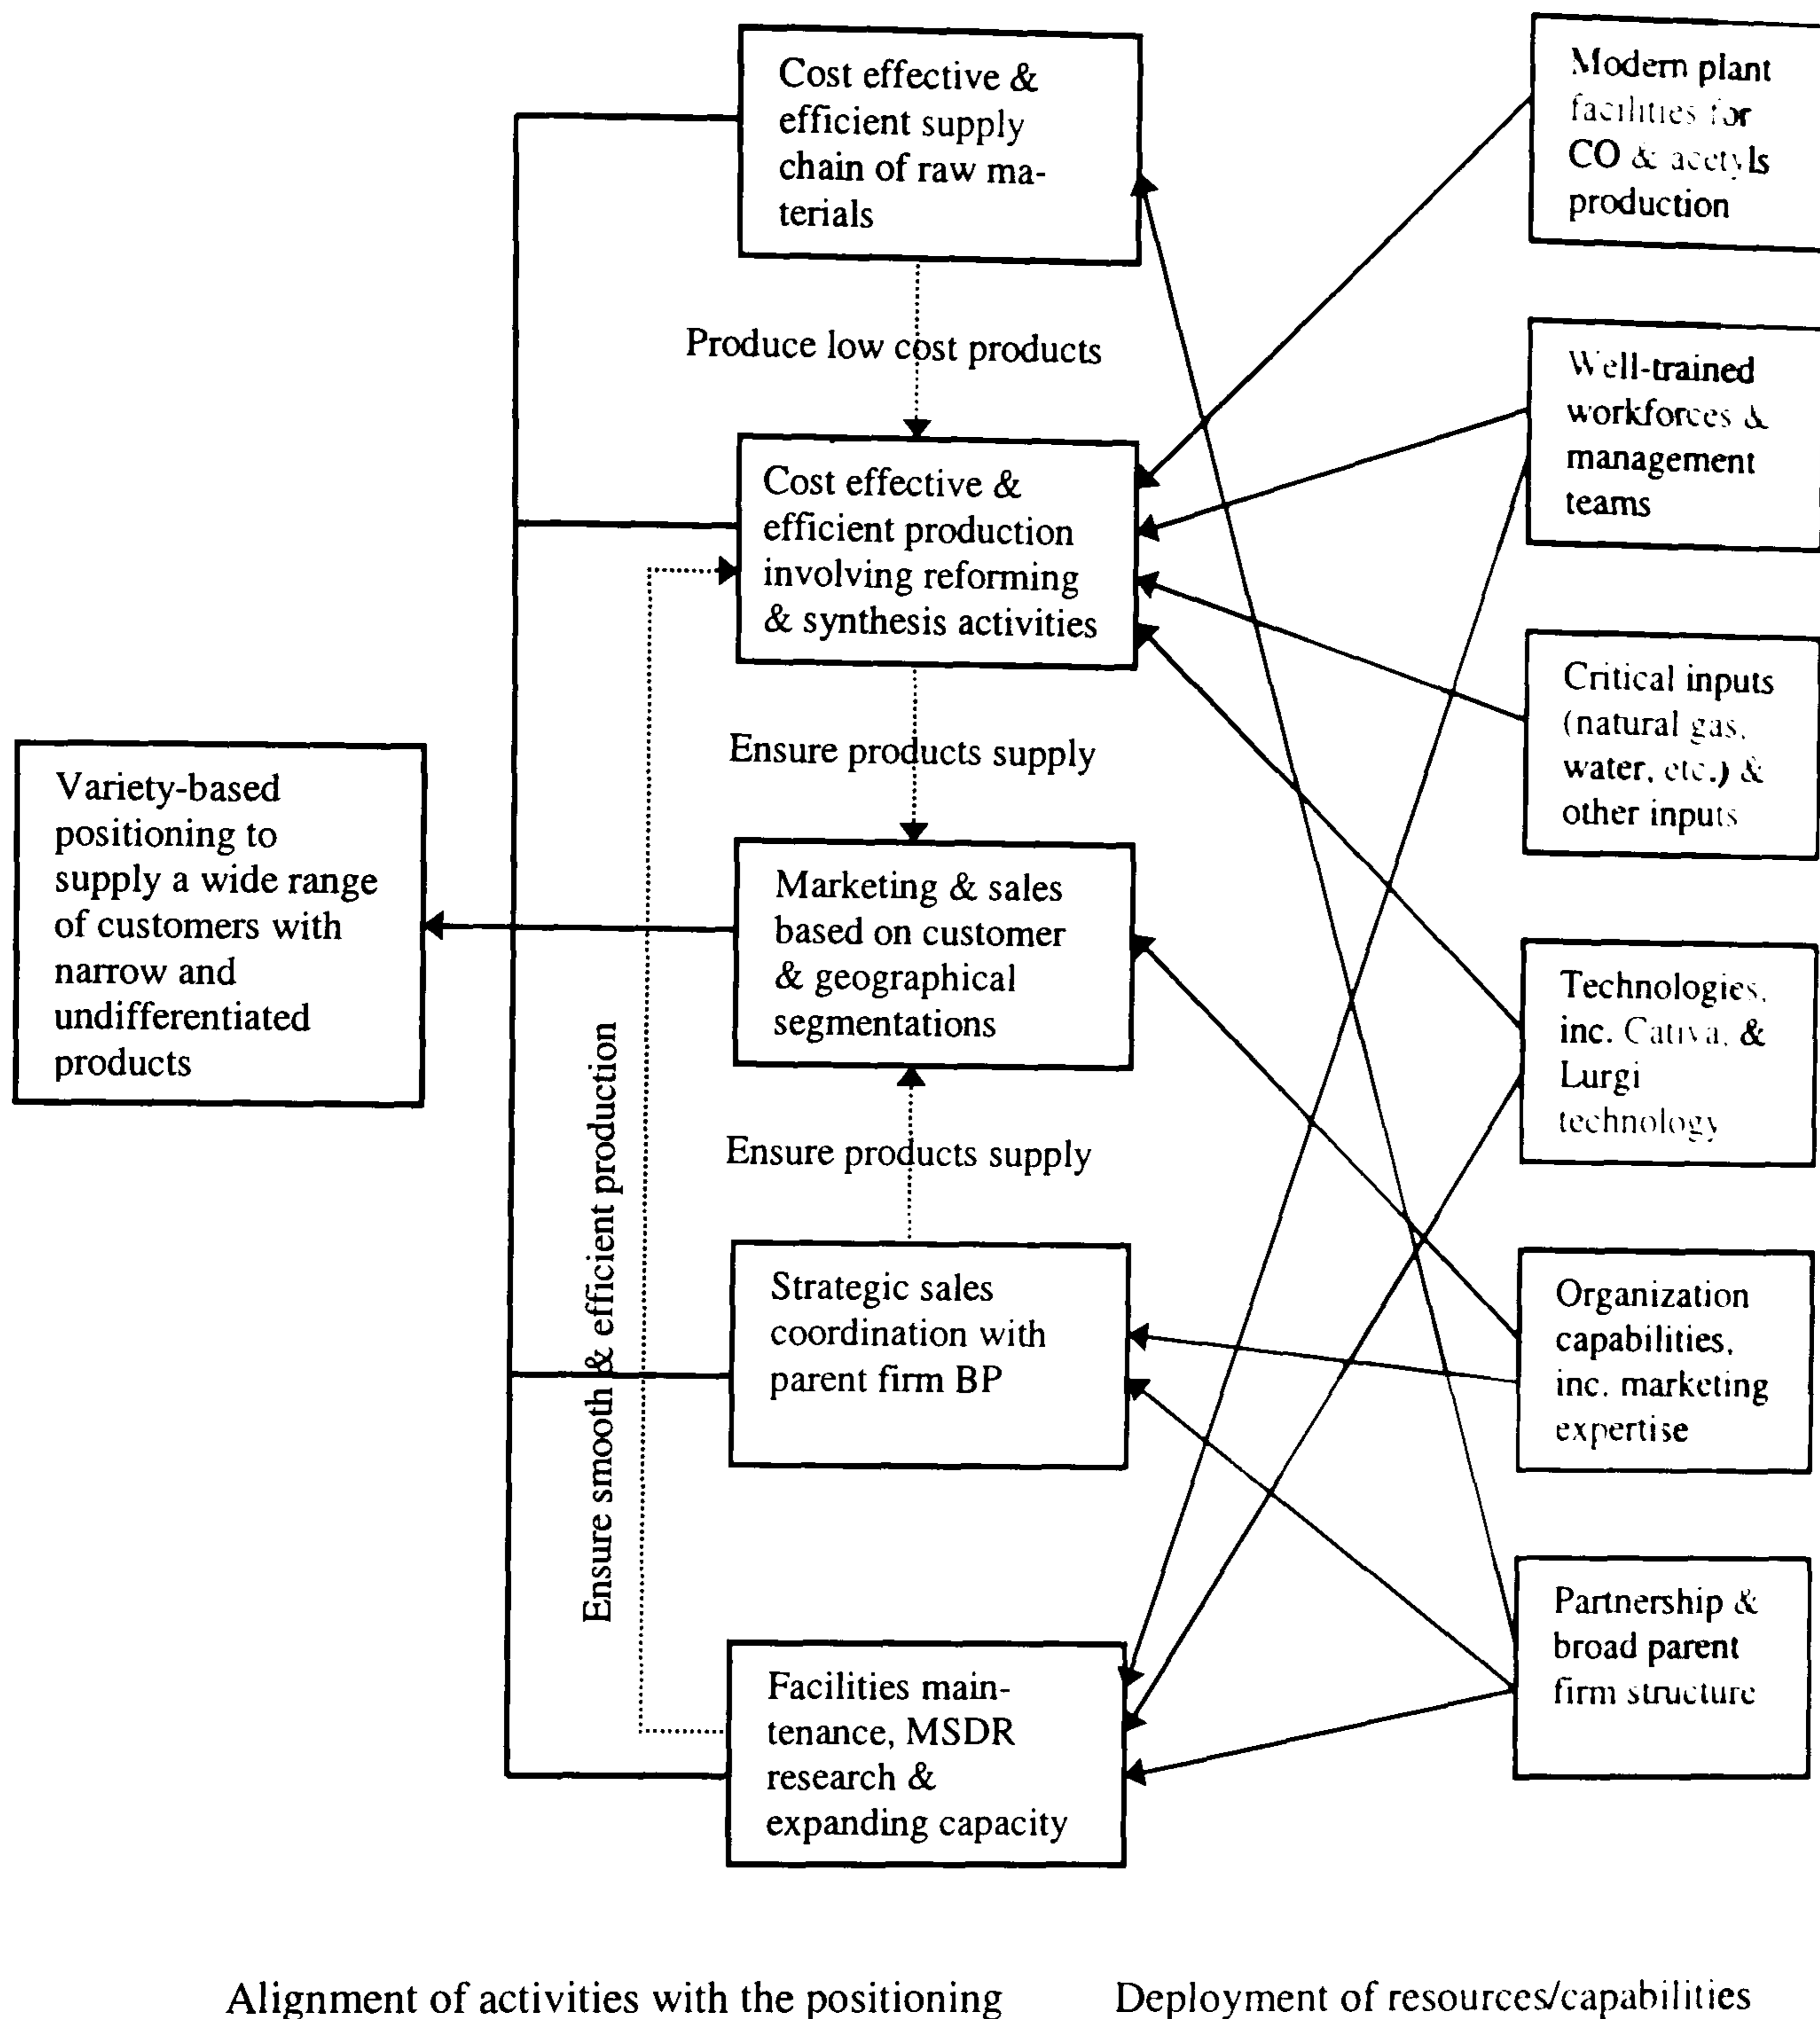 Cost effective &
efficient supply
chain of raw ma-
terials
Produce low cost products
Cost effective &
efficient production
involving reforming
& synthesis activities
Ensure products supply
Variety-based
positioning to
supply a wide range
of customers with
narrow and
undifferentiated
products
Marketing & sales
based on customer
& geographical
segmentations
Ensure products supply
Ensure smooth & efficient production
Strategic sales
coordination with
parent firm BP
Facilities main-
tenance, MSDR
research &
expanding capacity
Modern plant
facilities for
CO & acetyls
production
Well-trained
workforces &
management
teams
Critical inputs
(natural gas,
water, etc.) &
other inputs
Technologies,
inc. Cativa, &
Lurgi
technology
Organization
capabilities,
inc. marketing
expertise
Partnership &
broad parent
firm structure
Alignment of activities with the positioning
Deployment of resources/capabilities